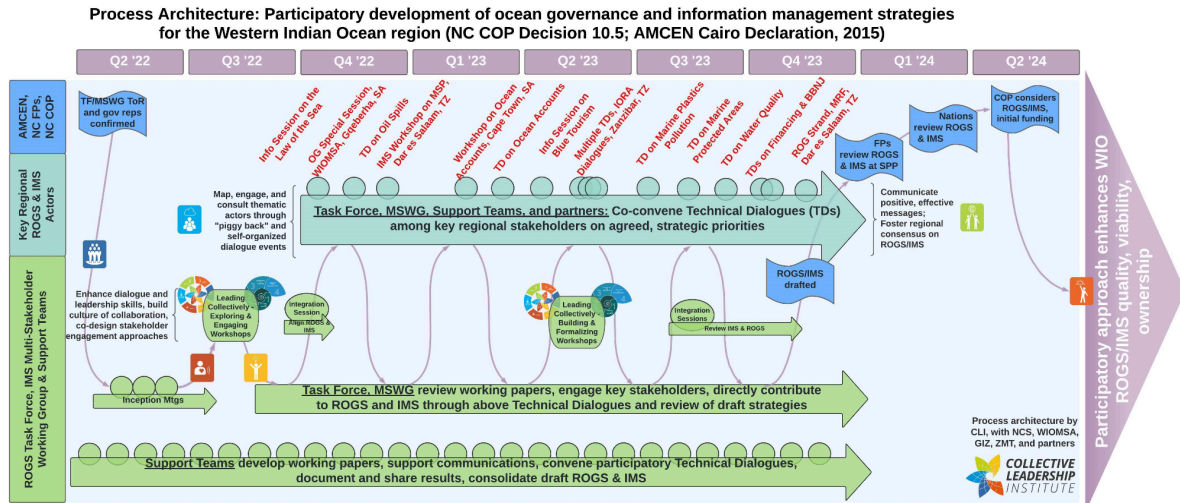 Process Architecture: Participatory development of ocean governance and information management strategies
for the Western Indian Ocean region (NC COP Decision 10.5; AMCEN Cairo Declaration, 2015)
Q2 '22
Q3 '22
Q4 '22
Q1 '23
Q2 '23
Q3 '23
Q4 '23
Q1 '24
Q2 '24
AMCEN,
NC FPs,
NC COP
TF/MSWG ToR
and gov reps
confirmed
Info Session on the
Law of the Sea
OG Special Session,
WIOMSA, Gqeberha, SA
TD on Oil Spills
IMS Workshop on MSP,
Dar es Salaam, TZ
Workshop on Ocean
Accounts, Cape Town, SA
TD on Ocean Accounts
Info Session on
Blue Tourism
Multiple TDs, IORA
Dialogues, Zanzibar, TZ
TD on Marine Plastics
Pollution
TD on Marine
Protected Areas
TD on Water Quality
TDs on Financing & BBNJ
ROG Strand, MRF,
Dar es Salaam, TZ
FPs
review ROGS
& IMS at SPP
Nations
review ROGS
& IMS
COP considers
ROGS/IMS,
initial funding
Key Regional
ROGS & IMS
Actors
Map, engage, and
consult thematic
actors through
"piggy back" and
self-organized
dialogue events
Task Force, MSWG, Support Teams, and partners: Co-convene Technical Dialogues (TDs)
among key regional stakeholders on agreed, strategic priorities
Communicate
positive, effective
messages;
Foster regional
consensus on
ROGS/IMS
ROGS Task Force, IMS Multi-Stakeholder
Working Group & Support Teams
Enhance dialogue and
leadership skills, build
culture of collaboration,
co-design stakeholder
engagement approaches
Leading
Collectively -
Exploring &
Engaging
Workshops
Integration
Session
Align ROGS &
IMS
Leading
Collectively -
Building &
Formalizing
Workshops
Integration
Sessions
Review IMS & ROGS
ROGS/IMS
drafted
Inception Mtgs
Task Force, MSWG review working papers, engage key stakeholders, directly contribute
to ROGS and IMS through above Technical Dialogues and review of draft strategies
Support Teams develop working papers, support communications, convene participatory Technical Dialogues,
document and share results, consolidate draft ROGS & IMS
Process architecture by
CLI, with NCS, WIOMSA,
GIZ, ZMT, and partners
COLLECTIVE
LEADERSHIP
INSTITUTE
Participatory approach enhances WIO
ROGS/IMS quality, viability,
ownership